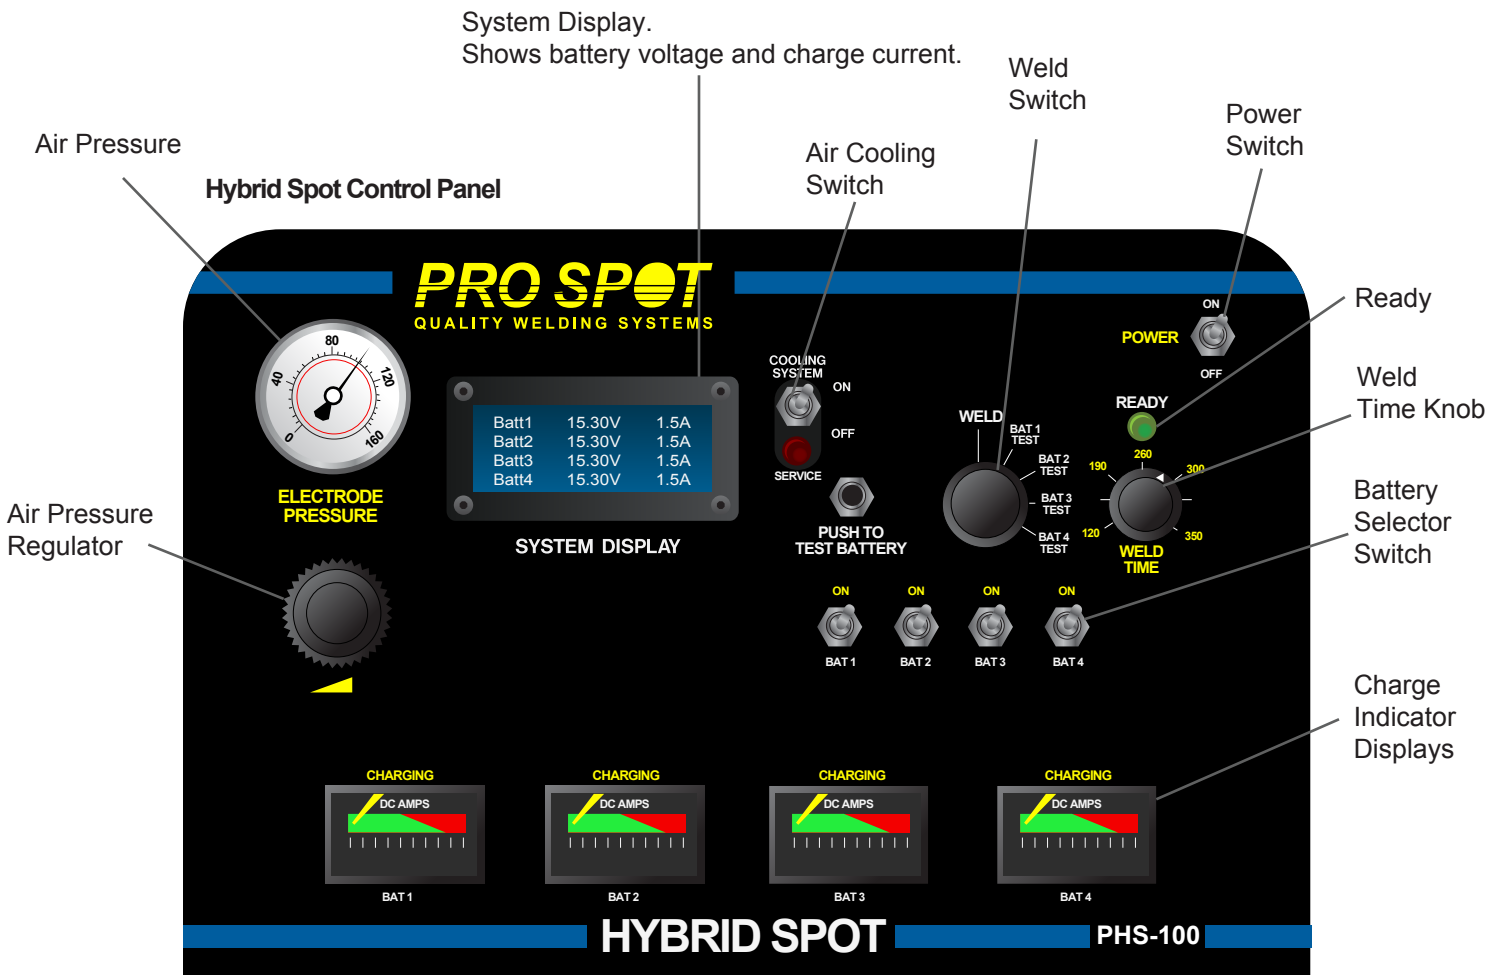 System Display.
Shows battery voltage and charge current.
Weld
Switch
Power
Switch
Air Pressure
Air Cooling
Switch
Hybrid Spot Control Panel
PRO SPOT
QUALITY WELDING SYSTEMS
Ready
ON
POWER
OFF
80
40
120
0
160
COOLING
SYSTEM
ON
OFF
SERVICE
Weld
Time Knob
READY
WELD
BAT 1
TEST
BAT 2
TEST
BAT 3
TEST
BAT 4
TEST
260
190
300
120
350
WELD
TIME
Batt1 15.30V 1.5A
Batt2 15.30V 1.5A
Batt3 15.30V 1.5A
Batt4 15.30V 1.5A
SYSTEM DISPLAY
ELECTRODE
PRESSURE
PUSH TO
TEST BATTERY
Battery
Selector
Switch
Air Pressure
Regulator
ON
ON
ON
ON
BAT 1
BAT 2
BAT 3
BAT 4
Charge
Indicator
Displays
CHARGING
CHARGING
CHARGING
CHARGING
DC AMPS
DC AMPS
DC AMPS
DC AMPS
BAT 1
BAT 2
BAT 3
BAT 4
HYBRID SPOT
PHS-100